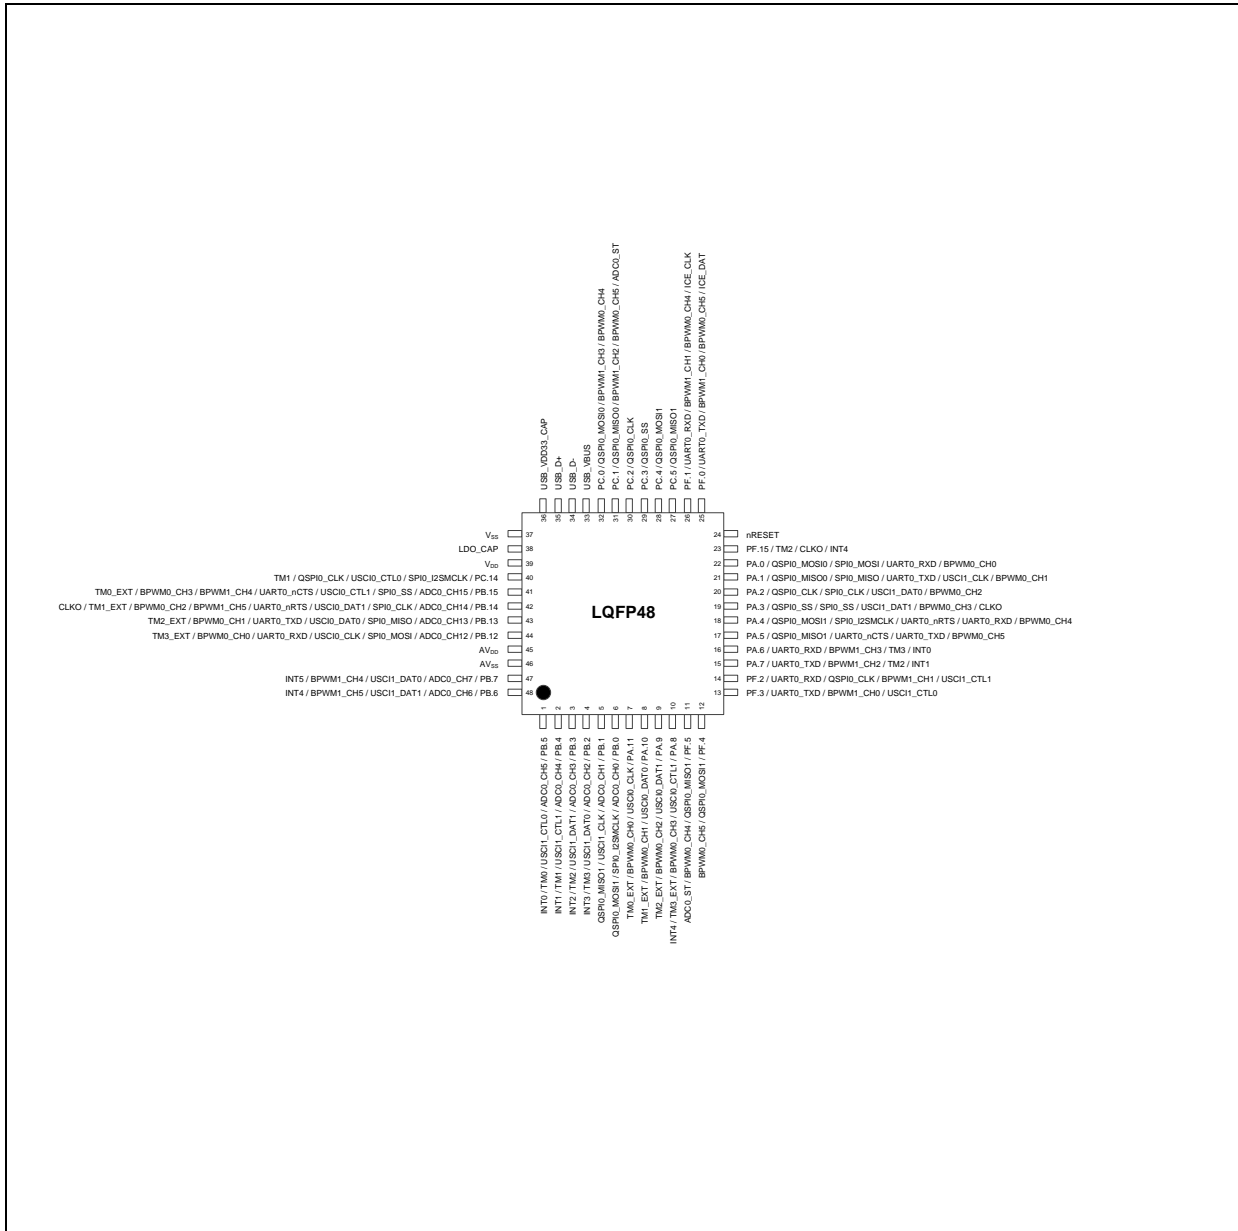 USB_VDD33_CAP
USB_D+
USB_D-
USB_VBUS
PC.0 / QSPI0_MOSI0 / BPWM1_CH3 / BPWM0_CH4
PC.1 / QSPI0_MISO0 / BPWM1_CH2 / BPWM0_CH5 / ADC0_ST
PC.2 / QSPI0_CLK
PC.3 / QSPI0_SS
PC.4 / QSPI0_MOSI1
PC.5 / QSPI0_MISO1
PF.1 / UART0_RXD / BPWM1_CH1 / BPWM0_CH4 / ICE_CLK
PF.0 / UART0_TXD / BPWM1_CH0 / BPWM0_CH5 / ICE_DAT
36
35
34
33
32
31
30
29
28
27
26
25
VSS 37
LDO_CAP 38
VDD 39
TM1 / QSPI0_CLK / USCI0_CTL0 / SPI0_I2SMCLK / PC.14 40
TM0_EXT / BPWM0_CH3 / BPWM1_CH4 / UART0_nCTS / USCI0_CTL1 / SPI0_SS / ADC0_CH15 / PB.15 41
CLKO / TM1_EXT / BPWM0_CH2 / BPWM1_CH5 / UART0_nRTS / USCI0_DAT1 / SPI0_CLK / ADC0_CH14 / PB.14 42
TM2_EXT / BPWM0_CH1 / UART0_TXD / USCI0_DAT0 / SPI0_MISO / ADC0_CH13 / PB.13 43
TM3_EXT / BPWM0_CH0 / UART0_RXD / USCI0_CLK / SPI0_MOSI / ADC0_CH12 / PB.12 44
AVDD 45
AVSS 46
INT5 / BPWM1_CH4 / USCI1_DAT0 / ADC0_CH7 / PB.7 47
INT4 / BPWM1_CH5 / USCI1_DAT1 / ADC0_CH6 / PB.6 48
LQFP48
24 nRESET
23 PF.15 / TM2 / CLKO / INT4
22 PA.0 / QSPI0_MOSI0 / SPI0_MOSI / UART0_RXD / BPWM0_CH0
21 PA.1 / QSPI0_MISO0 / SPI0_MISO / UART0_TXD / USCI1_CLK / BPWM0_CH1
20 PA.2 / QSPI0_CLK / SPI0_CLK / USCI1_DAT0 / BPWM0_CH2
19 PA.3 / QSPI0_SS / SPI0_SS / USCI1_DAT1 / BPWM0_CH3 / CLKO
18 PA.4 / QSPI0_MOSI1 / SPI0_I2SMCLK / UART0_nRTS / UART0_RXD / BPWM0_CH4
17 PA.5 / QSPI0_MISO1 / UART0_nCTS / UART0_TXD / BPWM0_CH5
16 PA.6 / UART0_RXD / BPWM1_CH3 / TM3 / INT0
15 PA.7 / UART0_TXD / BPWM1_CH2 / TM2 / INT1
14 PF.2 / UART0_RXD / QSPI0_CLK / BPWM1_CH1 / USCI1_CTL1
13 PF.3 / UART0_TXD / BPWM1_CH0 / USCI1_CTL0
1
2
3
4
5
6
7
8
9
10
11
12
INT0 / TM0 / USCI1_CTL0 / ADC0_CH5 / PB.5
INT1 / TM1 / USCI1_CTL1 / ADC0_CH4 / PB.4
INT2 / TM2 / USCI1_DAT1 / ADC0_CH3 / PB.3
INT3 / TM3 / USCI1_DAT0 / ADC0_CH2 / PB.2
QSPI0_MISO1 / USCI1_CLK / ADC0_CH1 / PB.1
QSPI0_MOSI1 / SPI0_I2SMCLK / ADC0_CH0 / PB.0
TM0_EXT / BPWM0_CH0 / USCI0_CLK / PA.11
TM1_EXT / BPWM0_CH1 / USCI0_DAT0 / PA.10
TM2_EXT / BPWM0_CH2 / USCI0_DAT1 / PA.9
INT4 / TM3_EXT / BPWM0_CH3 / USCI0_CTL1 / PA.8
ADC0_ST / BPWM0_CH4 / QSPI0_MISO1 / PF.5
BPWM0_CH5 / QSPI0_MOSI1 / PF.4